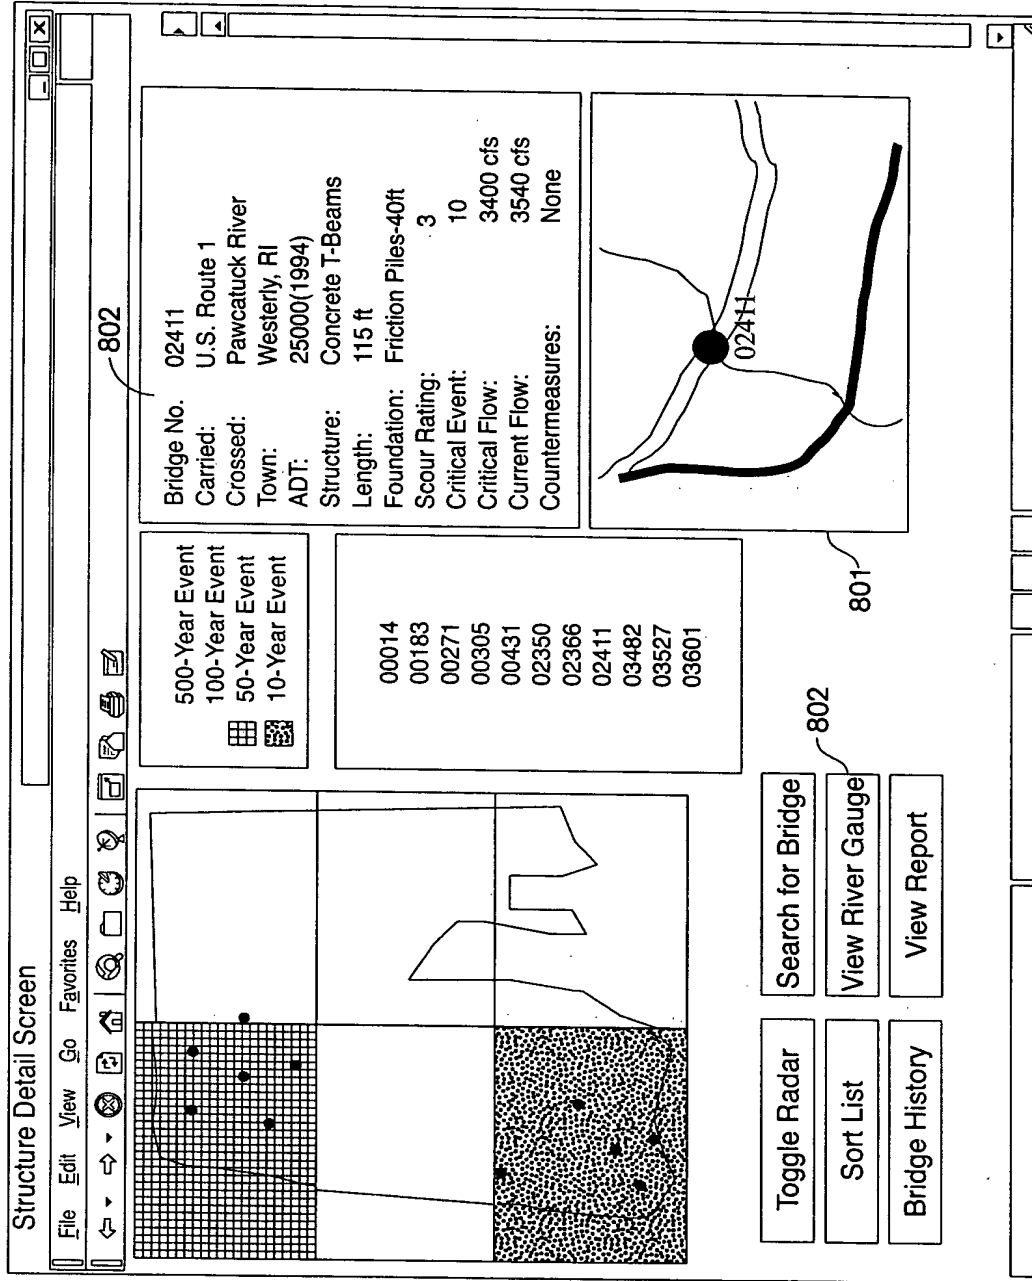 Structure Detail Screen
File Edit View Go Favorites Help
500-Year Event
100-Year Event
50-Year Event
10-Year Event
802
Bridge No. 02411
Carried: U.S. Route 1
Crossed: Pawcatuck River
Town: Westerly, RI
ADT: 25000(1994)
Structure: Concrete T-Beams
Length: 115 ft
Foundation: Friction Piles-40ft
Scour Rating: 3
Critical Event: 10
Critical Flow: 3400 cfs
Current Flow: 3540 cfs
Countermeasures: None
00014
00183
00271
00305
00431
02350
02366
02411
03482
03527
03601
02411
801
Toggle Radar
Search for Bridge
802
Sort List
View River Gauge
Bridge History
View Report